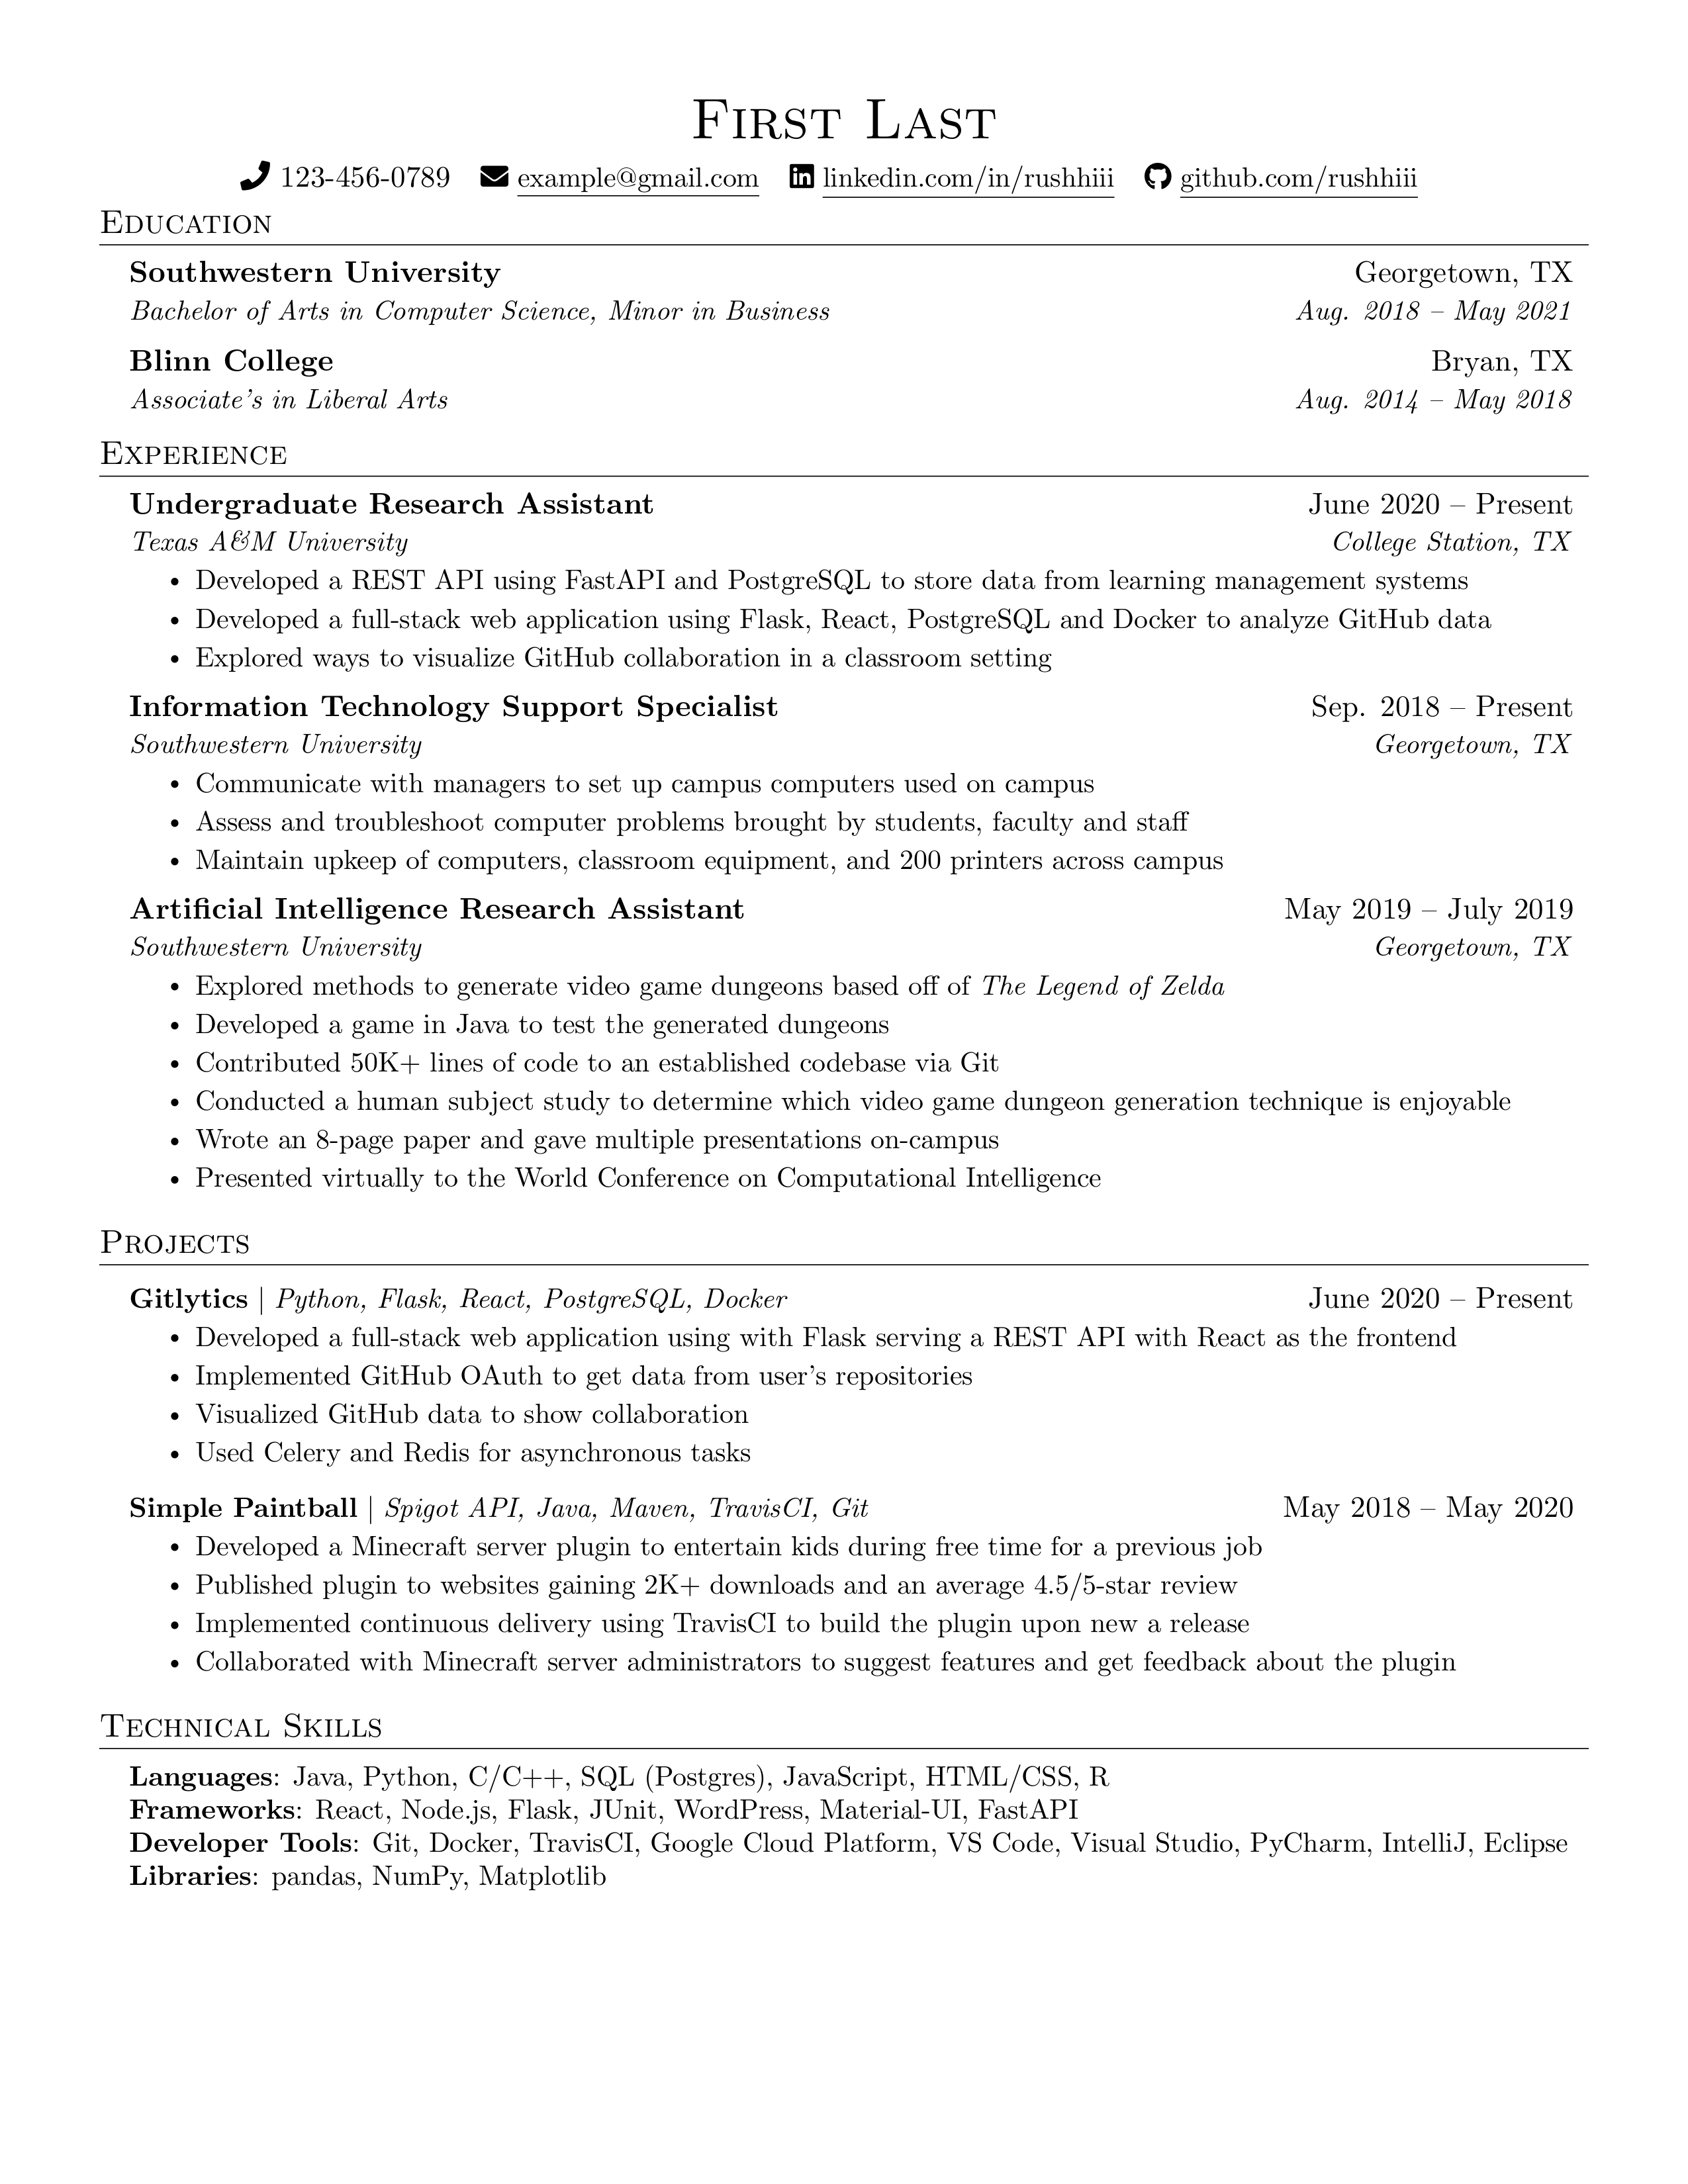 First Last
123-456-0789 example@gmail.com linkedin.com/in/rushhiii github.com/rushhiii
Education
Southwestern University Georgetown, TX
Bachelor of Arts in Computer Science, Minor in Business Aug. 2018 – May 2021
Blinn College Bryan, TX
Associate's in Liberal Arts Aug. 2014 – May 2018
Experience
Undergraduate Research Assistant June 2020 – Present
Texas A&M University College Station, TX
• Developed a REST API using FastAPI and PostgreSQL to store data from learning management systems
• Developed a full-stack web application using Flask, React, PostgreSQL and Docker to analyze GitHub data
• Explored ways to visualize GitHub collaboration in a classroom setting
Information Technology Support Specialist Sep. 2018 – Present
Southwestern University Georgetown, TX
• Communicate with managers to set up campus computers used on campus
• Assess and troubleshoot computer problems brought by students, faculty and staff
• Maintain upkeep of computers, classroom equipment, and 200 printers across campus
Artificial Intelligence Research Assistant May 2019 – July 2019
Southwestern University Georgetown, TX
• Explored methods to generate video game dungeons based off of The Legend of Zelda
• Developed a game in Java to test the generated dungeons
• Contributed 50K+ lines of code to an established codebase via Git
• Conducted a human subject study to determine which video game dungeon generation technique is enjoyable
• Wrote an 8-page paper and gave multiple presentations on-campus
• Presented virtually to the World Conference on Computational Intelligence
Projects
Gitlytics | Python, Flask, React, PostgreSQL, Docker June 2020 – Present
• Developed a full-stack web application using with Flask serving a REST API with React as the frontend
• Implemented GitHub OAuth to get data from user's repositories
• Visualized GitHub data to show collaboration
• Used Celery and Redis for asynchronous tasks
Simple Paintball | Spigot API, Java, Maven, TravisCI, Git May 2018 – May 2020
• Developed a Minecraft server plugin to entertain kids during free time for a previous job
• Published plugin to websites gaining 2K+ downloads and an average 4.5/5-star review
• Implemented continuous delivery using TravisCI to build the plugin upon new a release
• Collaborated with Minecraft server administrators to suggest features and get feedback about the plugin
Technical Skills
Languages: Java, Python, C/C++, SQL (Postgres), JavaScript, HTML/CSS, R
Frameworks: React, Node.js, Flask, JUnit, WordPress, Material-UI, FastAPI
Developer Tools: Git, Docker, TravisCI, Google Cloud Platform, VS Code, Visual Studio, PyCharm, IntelliJ, Eclipse
Libraries: pandas, NumPy, Matplotlib